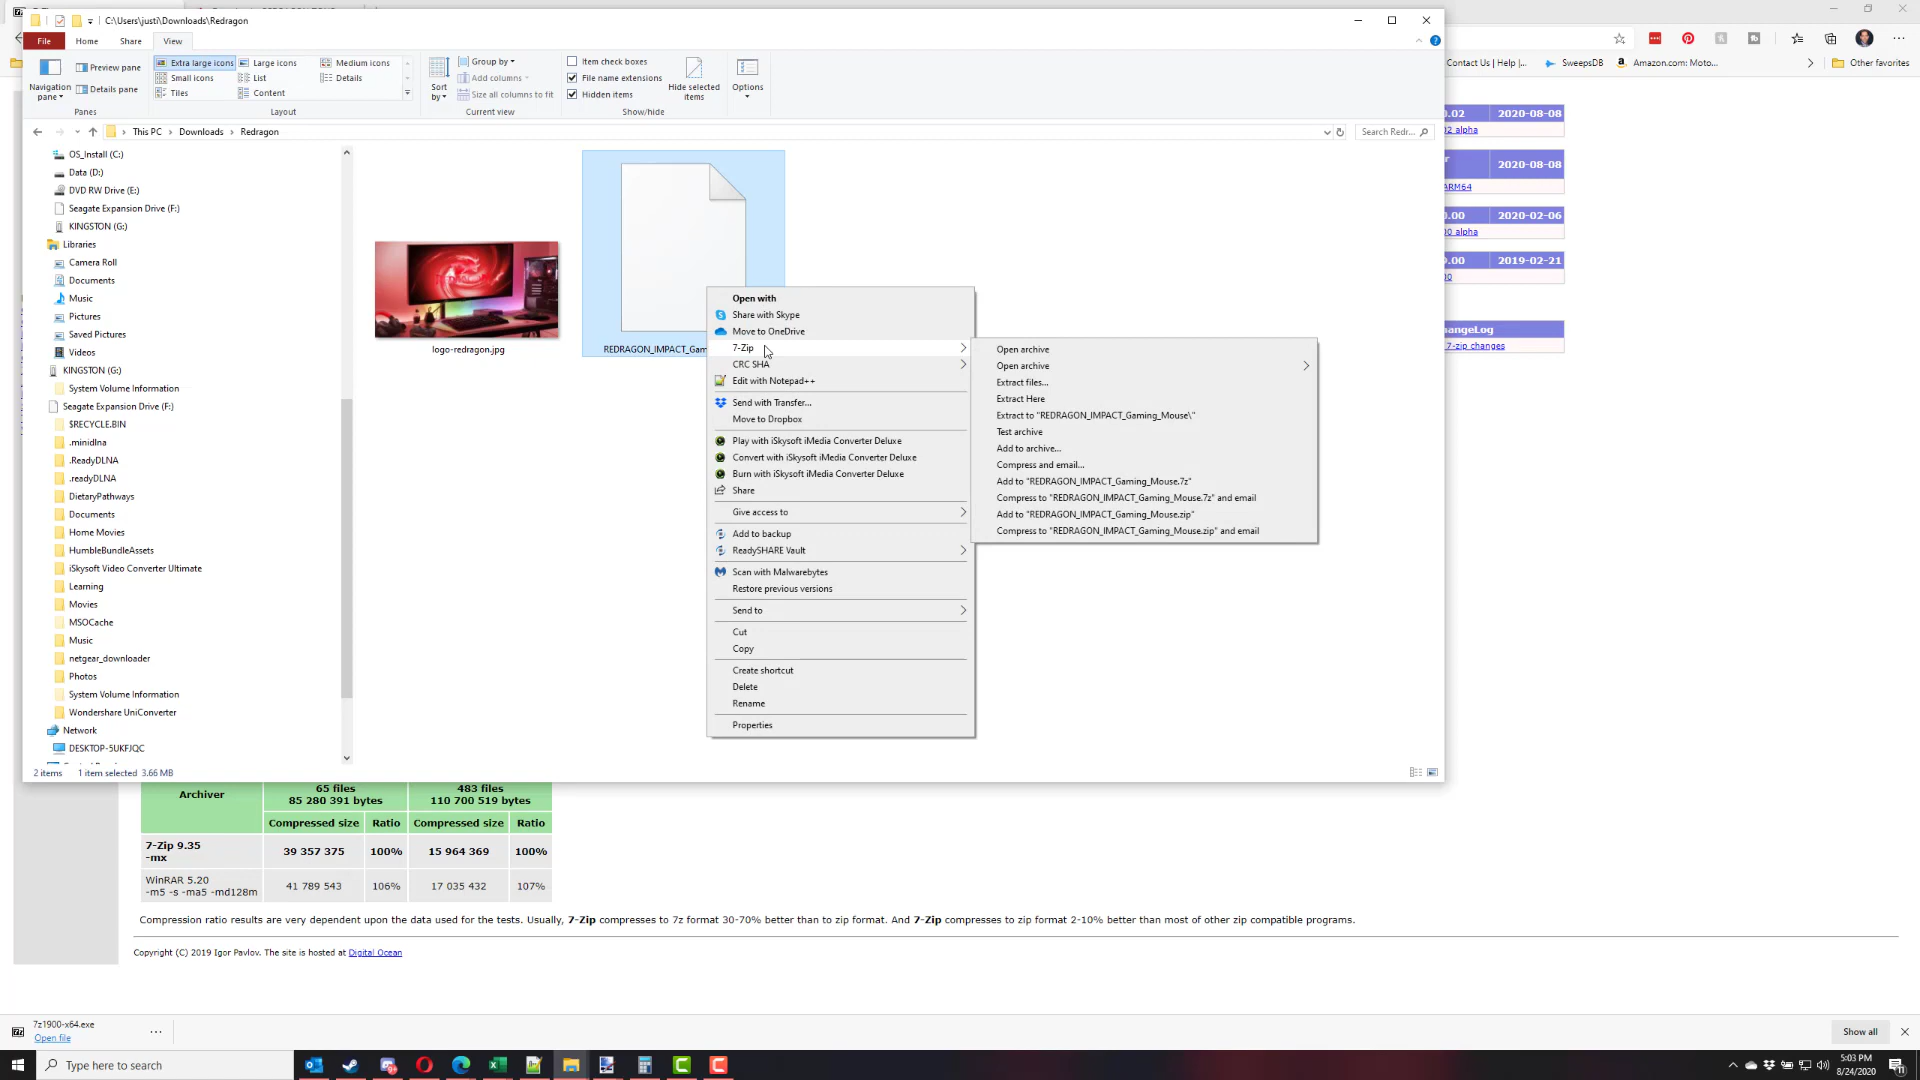 C:\Users\justi\Downloads\Redragon
File
Home
Share
View
Navigation pane
Preview pane
Details pane
Panes
Extra large icons
Large icons
Medium icons
Small icons
List
Details
Tiles
Content
Layout
Sort by
Group by
Add columns
Size all columns to fit
Current view
Item check boxes
File name extensions
Hidden items
Hide selected items
Show/hide
Options
Contact Us | Help |...
SweepsDB
Amazon.com: Moto...
Other favorites
This PC
Downloads
Redragon
Search Redr...
OS_Install (C:)
Data (D:)
DVD RW Drive (E:)
Seagate Expansion Drive (F:)
KINGSTON (G:)
Libraries
Camera Roll
Documents
Music
Pictures
Saved Pictures
Videos
KINGSTON (G:)
System Volume Information
Seagate Expansion Drive (F:)
$RECYCLE.BIN
.minidlna
.ReadyDLNA
.readyDLNA
DietaryPathways
Documents
Home Movies
HumbleBundleAssets
iSkysoft Video Converter Ultimate
Learning
Movies
MSOCache
Music
netgear_downloader
Photos
System Volume Information
Wondershare UniConverter
Network
DESKTOP-5UKFJQC
logo-redragon.jpg
REDRAGON_IMPACT_Gam
Open with
Share with Skype
Move to OneDrive
7-Zip
CRC SHA
Edit with Notepad++
Send with Transfer...
Move to Dropbox
Play with iSkysoft iMedia Converter Deluxe
Convert with iSkysoft iMedia Converter Deluxe
Burn with iSkysoft iMedia Converter Deluxe
Share
Give access to
Add to backup
ReadySHARE Vault
Scan with Malwarebytes
Restore previous versions
Send to
Cut
Copy
Create shortcut
Delete
Rename
Properties
Open archive
Open archive
Extract files...
Extract Here
Extract to "REDRAGON_IMPACT_Gaming_Mouse\"
Test archive
Add to archive...
Compress and email...
Add to "REDRAGON_IMPACT_Gaming_Mouse.7z"
Compress to "REDRAGON_IMPACT_Gaming_Mouse.7z" and email
Add to "REDRAGON_IMPACT_Gaming_Mouse.zip"
Compress to "REDRAGON_IMPACT_Gaming_Mouse.zip" and email
.02 2020-08-08
02 alpha
r 2020-08-08
ARM64
.00 2020-02-06
00 alpha
.00 2019-02-21
00
angeLog
7-zip changes
2 items 1 item selected 3.66 MB
Archiver
65 files
85 280 391 bytes
483 files
110 700 519 bytes
Compressed size Ratio Compressed size Ratio
7-Zip 9.35
-mx
39 357 375 100% 15 964 369 100%
WinRAR 5.20
-m5 -s -ma5 -md128m
41 789 543 106% 17 035 432 107%
Compression ratio results are very dependent upon the data used for the tests. Usually, 7-Zip compresses to 7z format 30-70% better than to zip format. And 7-Zip compresses to zip format 2-10% better than most of other zip compatible programs.
Copyright (C) 2019 Igor Pavlov. The site is hosted at Digital Ocean
7z1900-x64.exe
Open file
Show all
Type here to search
5:03 PM
8/24/2020